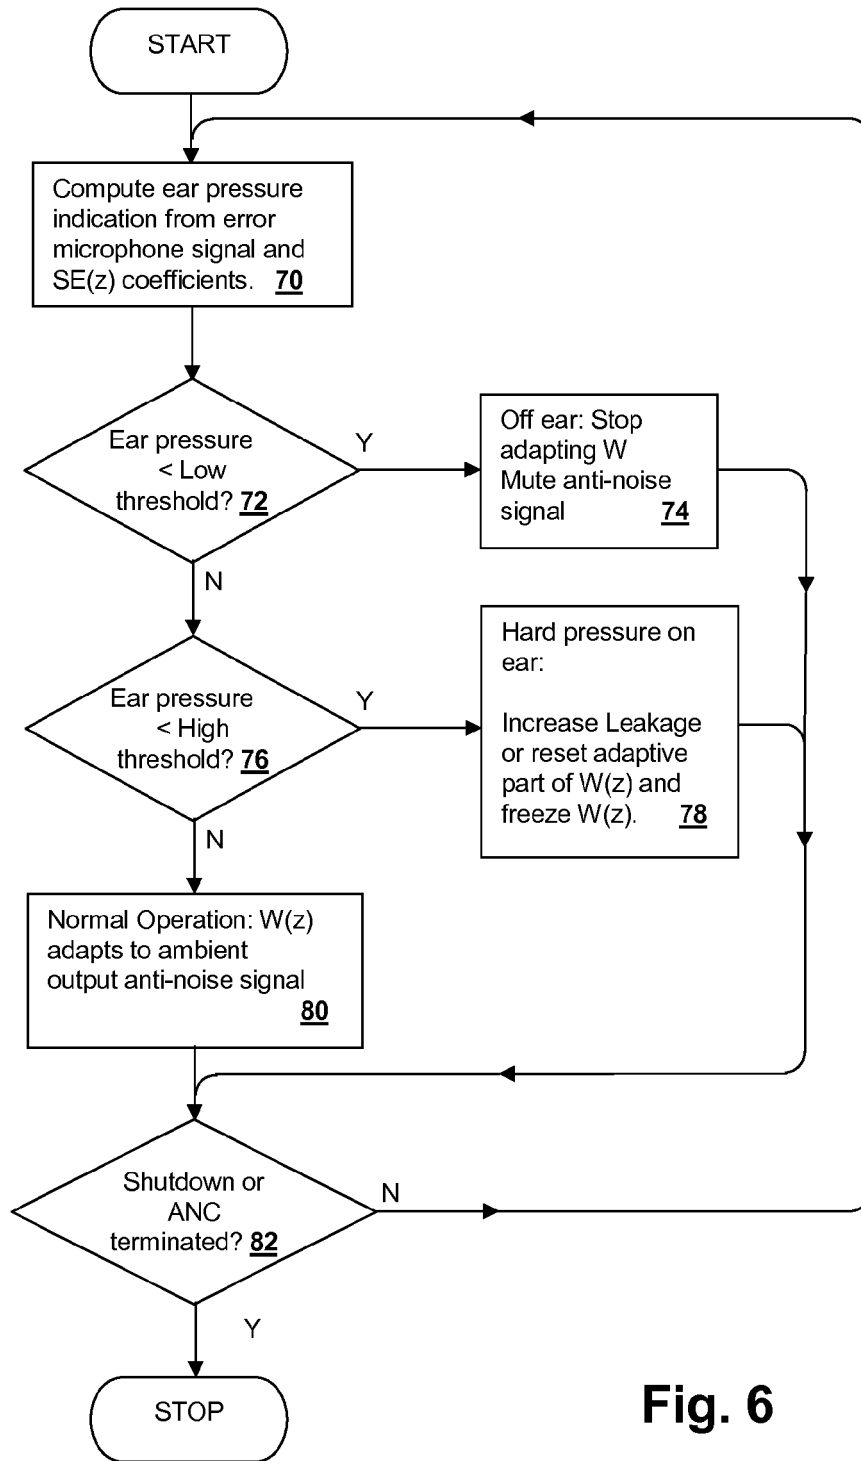 START
Compute ear pressure
indication from error
microphone signal and
SE(z) coefficients. 70
Ear pressure
< Low
threshold? 72
Y
Off ear: Stop
adapting W
Mute anti-noise
signal 74
N
Ear pressure
< High
threshold? 76
Y
Hard pressure on
ear:
Increase Leakage
or reset adaptive
part of W(z) and
freeze W(z). 78
N
Normal Operation: W(z)
adapts to ambient
output anti-noise signal
80
Shutdown or
ANC
terminated? 82
N
Y
STOP
Fig. 6